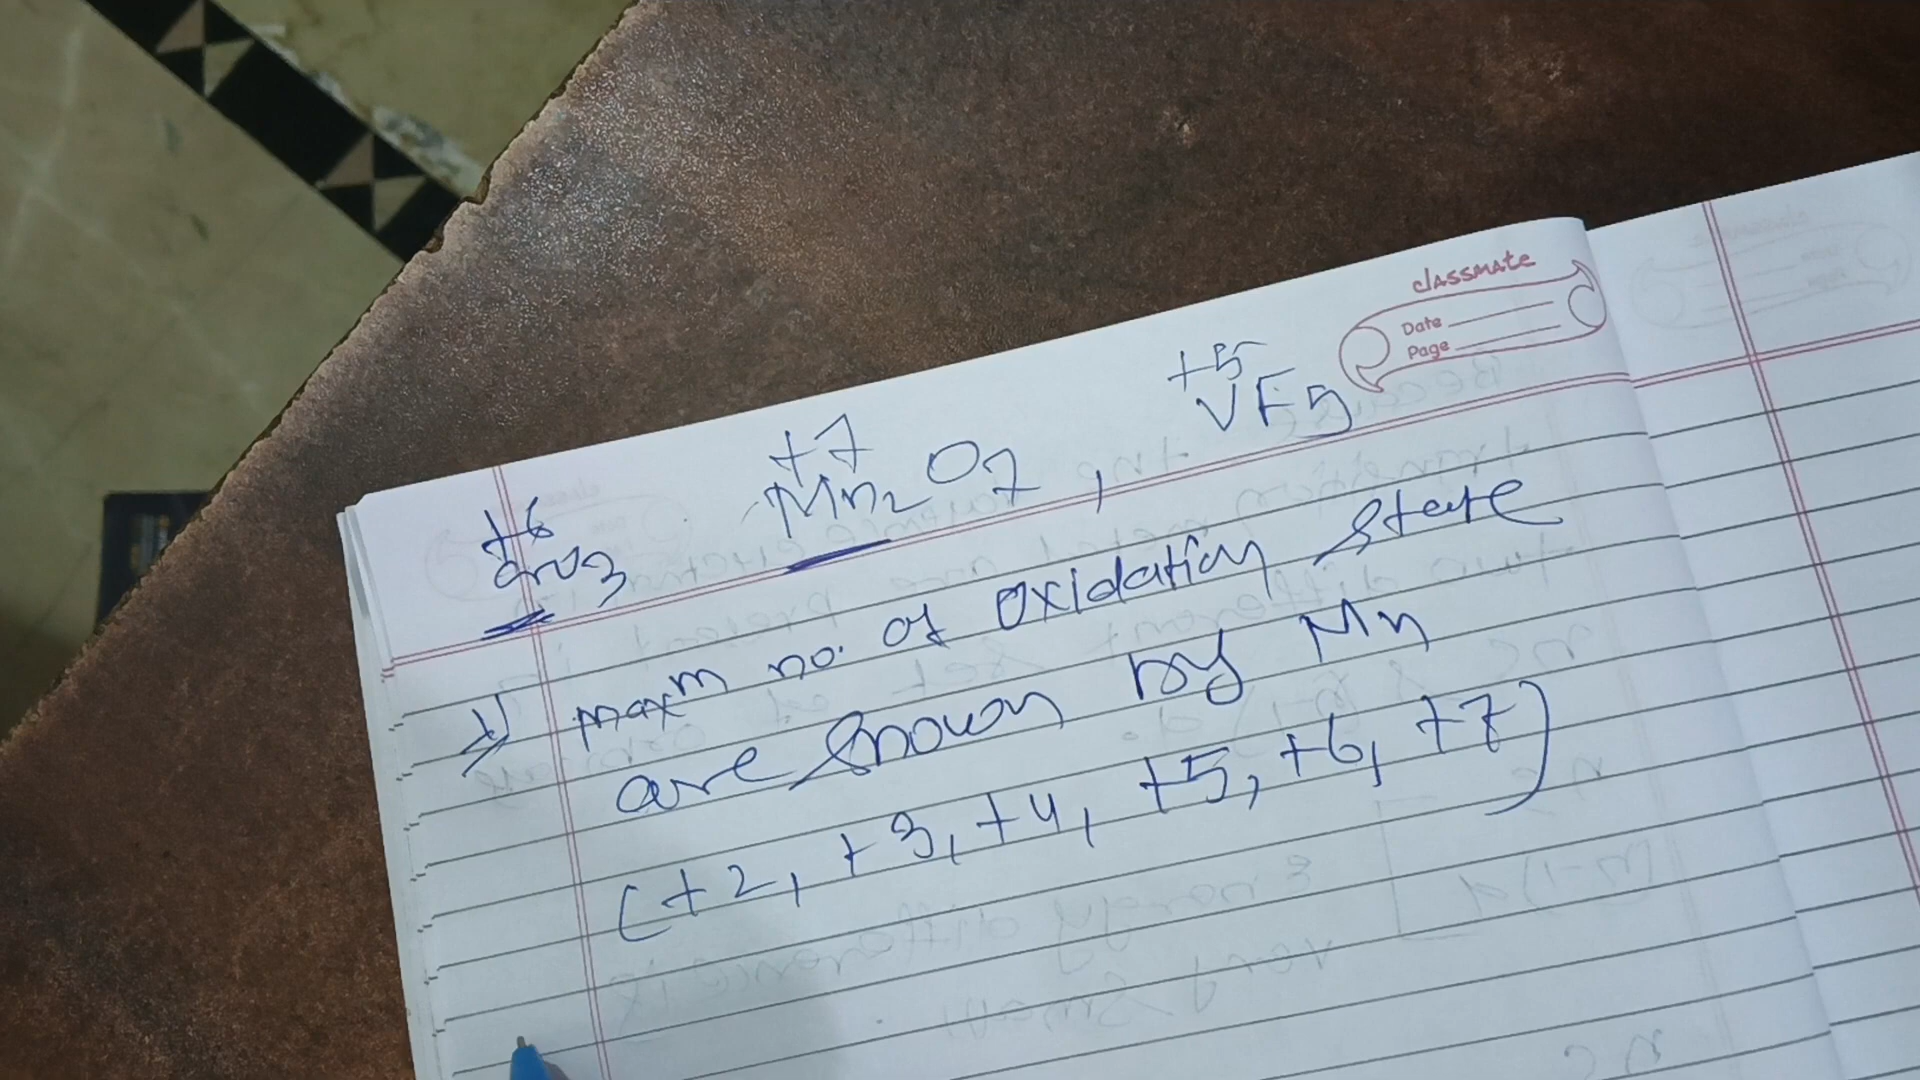 classmate
Date
Page
+6 +7 +5
CrO3 Mn2O7, VF5
1) maxm no. of oxidation state
are shown by Mn
(+2, +3, +4, +5, +6, +7)